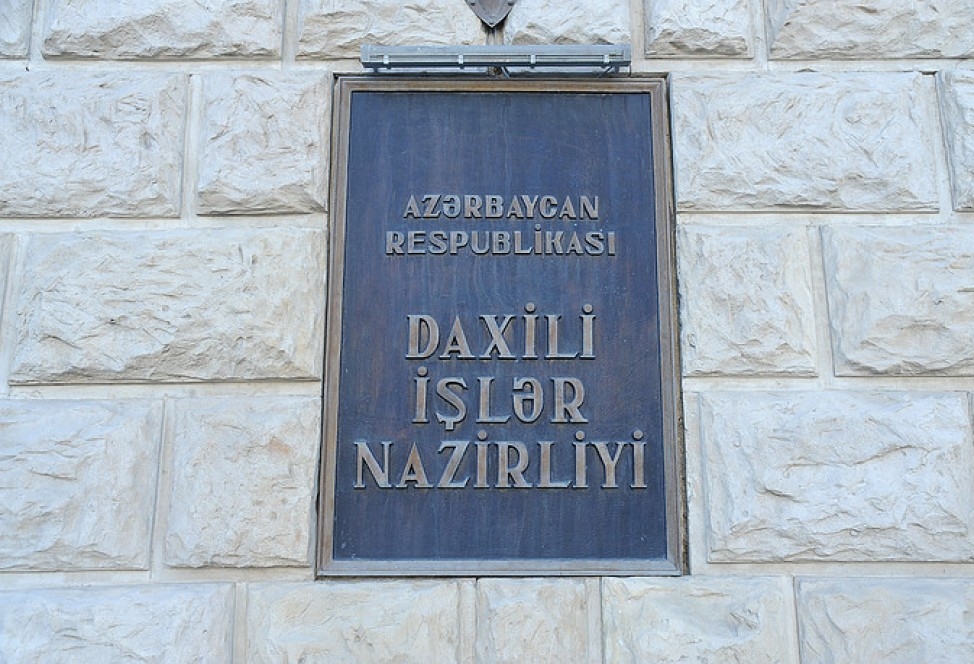 AZƏRBAYCAN
RESPUBLİKASI
DAXİLİ
İŞLƏR
NAZİRLİYİ